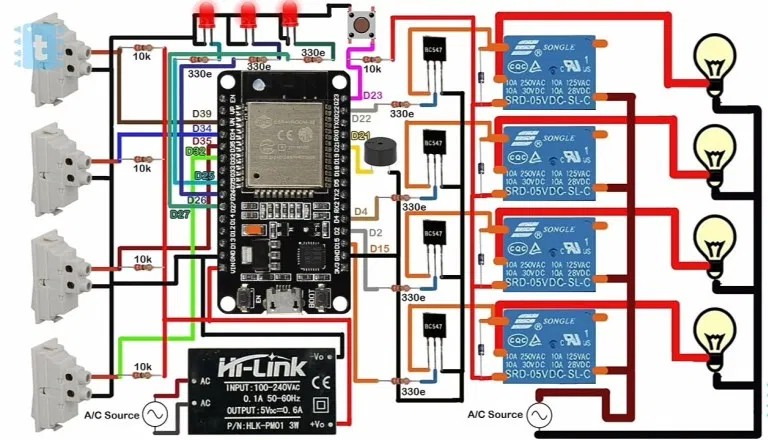 t
10k
330e
330e
330e
10k
D23
D22
D21
D4
D2
D15
D39
D34
D35
D32
D25
D26
D27
10k
10k
10k
330e
330e
330e
330e
EN
BOOT
BC547
BC547
BC547
BC547
SONGLE
CQC
10A 250VAC 10A 125VAC
10A 30VDC 10A 28VDC
SRD-05VDC-SL-C
SONGLE
CQC
10A 250VAC 10A 125VAC
10A 30VDC 10A 28VDC
SRD-05VDC-SL-C
SONGLE
CQC
10A 250VAC 10A 125VAC
10A 30VDC 10A 28VDC
SRD-05VDC-SL-C
SONGLE
CQC
10A 250VAC 10A 125VAC
10A 30VDC 10A 28VDC
SRD-05VDC-SL-C
Hi-Link
-Vo
AC
INPUT:100-240VAC
0.1A 50-60Hz
AC
OUTPUT:5VDC=0.6A
P/N:HLK-PM01 3W
+Vo
A/C Source
A/C Source